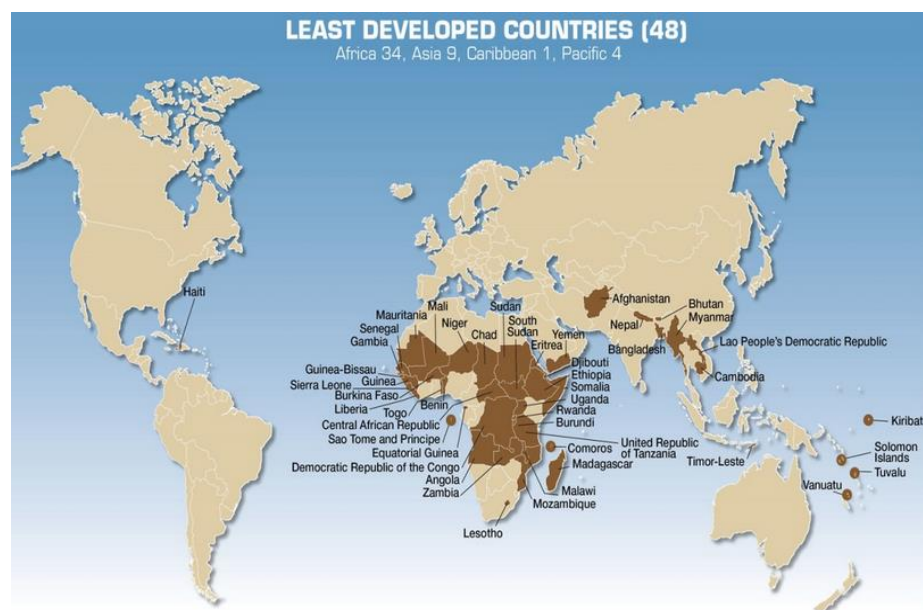 LEAST DEVELOPED COUNTRIES (48)
Africa 34, Asia 9, Caribbean 1, Pacific 4
Haiti
Afghanistan
Bhutan
Nepal
Myanmar
Bangladesh
Lao People's Democratic Republic
Cambodia
Sudan
Mali
Mauritania
Niger
Chad
South
Sudan
Yemen
Eritrea
Senegal
Gambia
Djibouti
Ethiopia
Somalia
Uganda
Rwanda
Burundi
Guinea-Bissau
Guinea
Sierra Leone
Burkina Faso
Liberia
Togo
Benin
Central African Republic
Sao Tome and Principe
Equatorial Guinea
Democratic Republic of the Congo
Angola
Zambia
Lesotho
United Republic
of Tanzania
Comoros
Madagascar
Malawi
Mozambique
Timor-Leste
Kiribat
Solomon
Islands
Tuvalu
Vanuatu